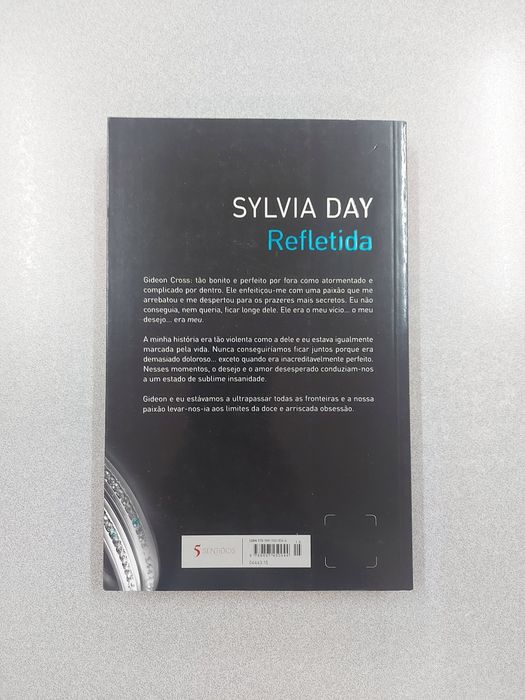 SYLVIA DAY
Refletida
Gideon Cross: tão bonito e perfeito por fora como atormentado e
complicado por dentro. Ele enfeitiçou-me com uma paixão que me
arrebatou e me despertou para os prazeres mais secretos. Eu não
conseguia, nem queria, ficar longe dele. Ele era o meu vício... o meu
desejo... era meu.
A minha história era tão violenta como a dele e eu estava igualmente
marcada pela vida. Nunca conseguiríamos ficar juntos porque era
demasiado doloroso... exceto quando era inacreditavelmente perfeito.
Nesses momentos, o desejo e o amor desesperado conduziam-nos
a um estado de sublime insanidade.
Gideon e eu estávamos a ultrapassar todas as fronteiras e a nossa
paixão levar-nos-ia aos limites da doce e arriscada obsessão.
5 SENTIDOS
ISBN
04443.15